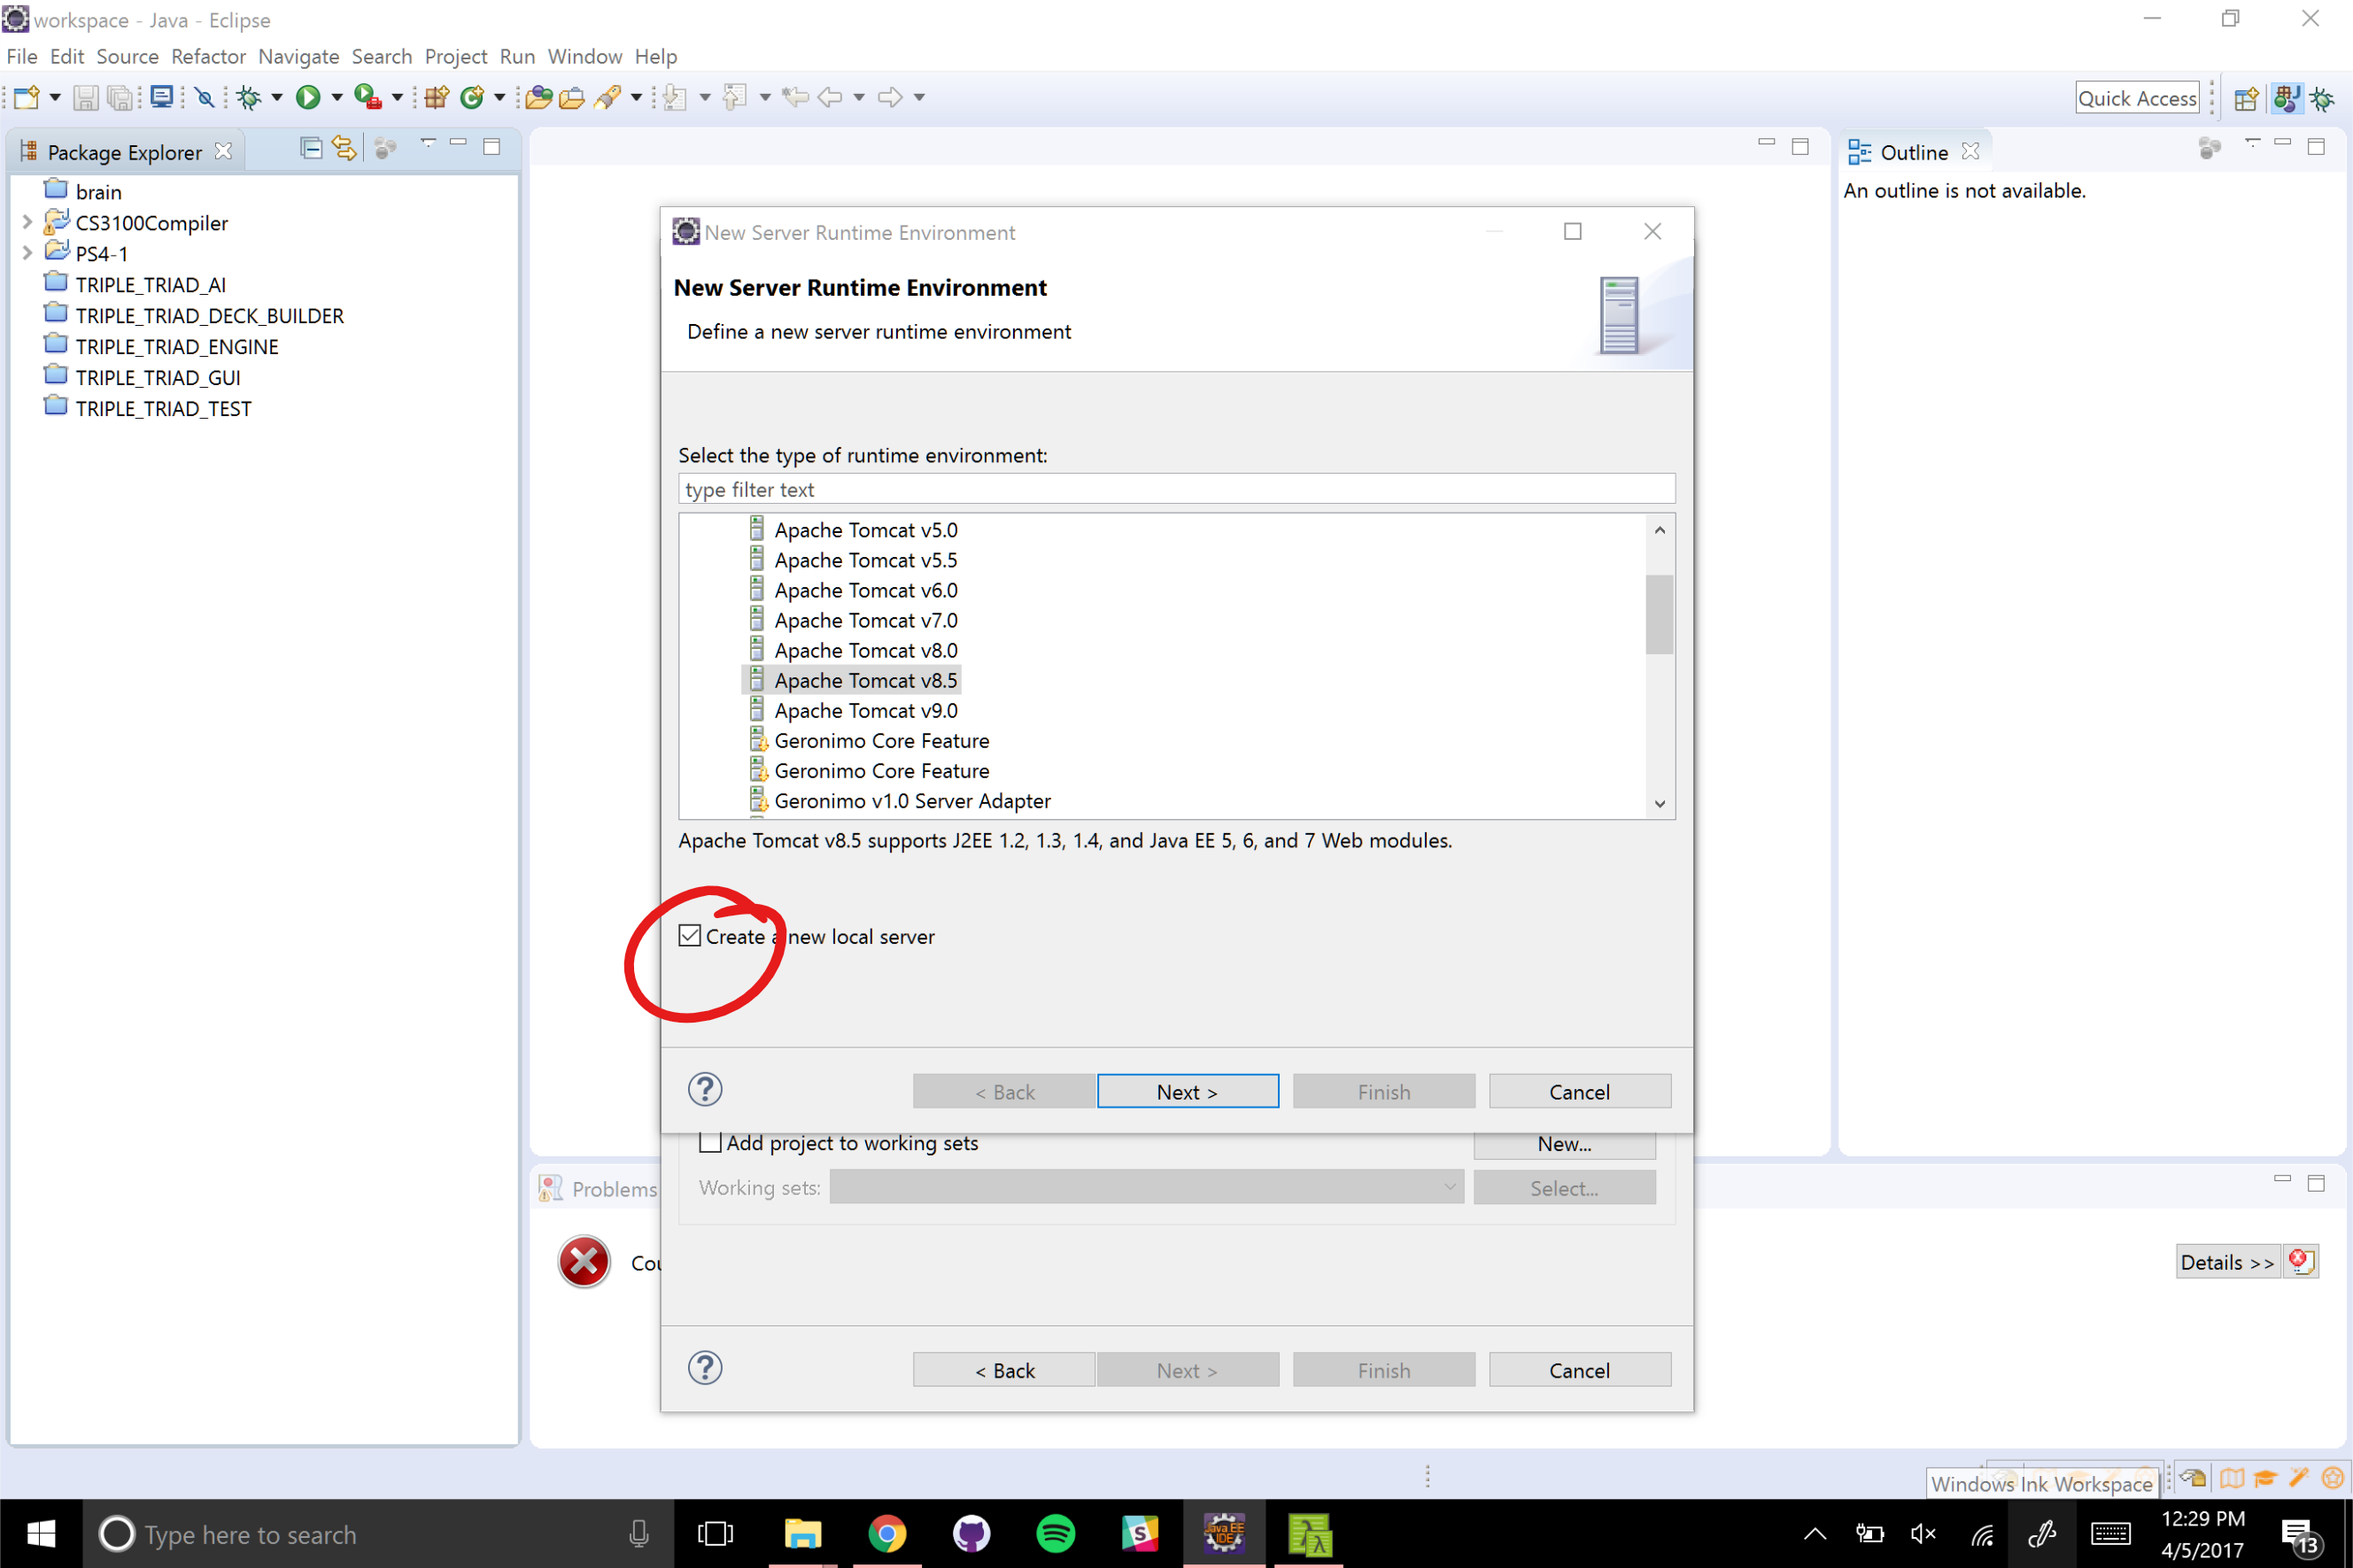 workspace - Java - Eclipse
File Edit Source Refactor Navigate Search Project Run Window Help
Quick Access
Package Explorer
brain
CS3100Compiler
PS4-1
TRIPLE_TRIAD_AI
TRIPLE_TRIAD_DECK_BUILDER
TRIPLE_TRIAD_ENGINE
TRIPLE_TRIAD_GUI
TRIPLE_TRIAD_TEST
Outline
An outline is not available.
New Server Runtime Environment
New Server Runtime Environment
Define a new server runtime environment
Select the type of runtime environment:
type filter text
Apache Tomcat v5.0
Apache Tomcat v5.5
Apache Tomcat v6.0
Apache Tomcat v7.0
Apache Tomcat v8.0
Apache Tomcat v8.5
Apache Tomcat v9.0
Geronimo Core Feature
Geronimo Core Feature
Geronimo v1.0 Server Adapter
Apache Tomcat v8.5 supports J2EE 1.2, 1.3, 1.4, and Java EE 5, 6, and 7 Web modules.
Create a new local server
< Back Next > Finish Cancel
Add project to working sets New...
Working sets: Select...
Problems
Cou
Details >>
< Back Next > Finish Cancel
Windows Ink Workspace
Type here to search
Java EE
IDE
12:29 PM
4/5/2017
13